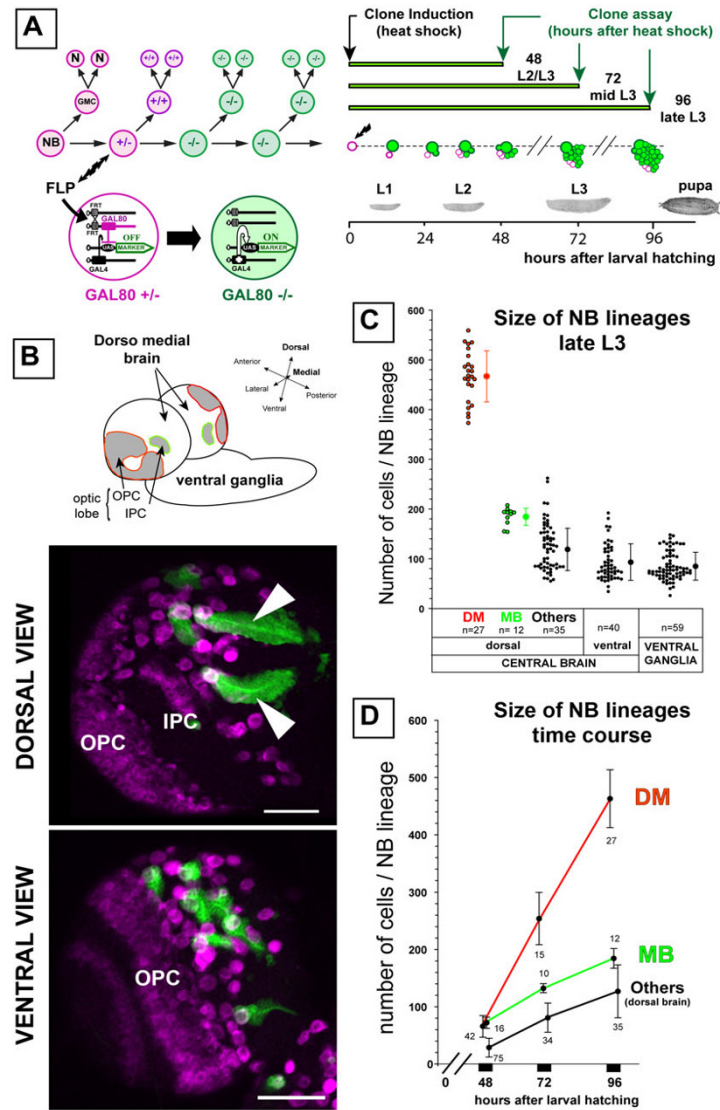 A
N N
+/+ +/+
-/- -/-
-/- -/-
GMC
+/+
-/-
-/-
NB
+/-
-/-
-/-
FLP
FRT
GAL80
FRT
OFF
UAS
MARKER
GAL4
GAL80 +/-
ON
UAS
MARKER
GAL4
GAL80 -/-
Clone Induction
(heat shock)
Clone assay
(hours after heat shock)
48
L2/L3
72
mid L3
96
late L3
L1
L2
L3
pupa
0 24 48 72 96
hours after larval hatching
B
Dorso medial
brain
Dorsal
Anterior
Medial
Lateral
Posterior
Ventral
ventral ganglia
optic
lobe
OPC
IPC
DORSAL VIEW
IPC
OPC
VENTRAL VIEW
OPC
C
Size of NB lineages
late L3
Number of cells / NB lineage
600
500
400
300
200
100
0
DM MB Others
n=27 n= 12 n=35 n=40 n=59
dorsal ventral VENTRAL
CENTRAL BRAIN GANGLIA
D
Size of NB lineages
time course
number of cells / NB lineage
600
500
400
300
200
100
0
DM
27
15
MB
12
10
Others
(dorsal brain)
42
16
75
34
35
0 48 72 96
hours after larval hatching